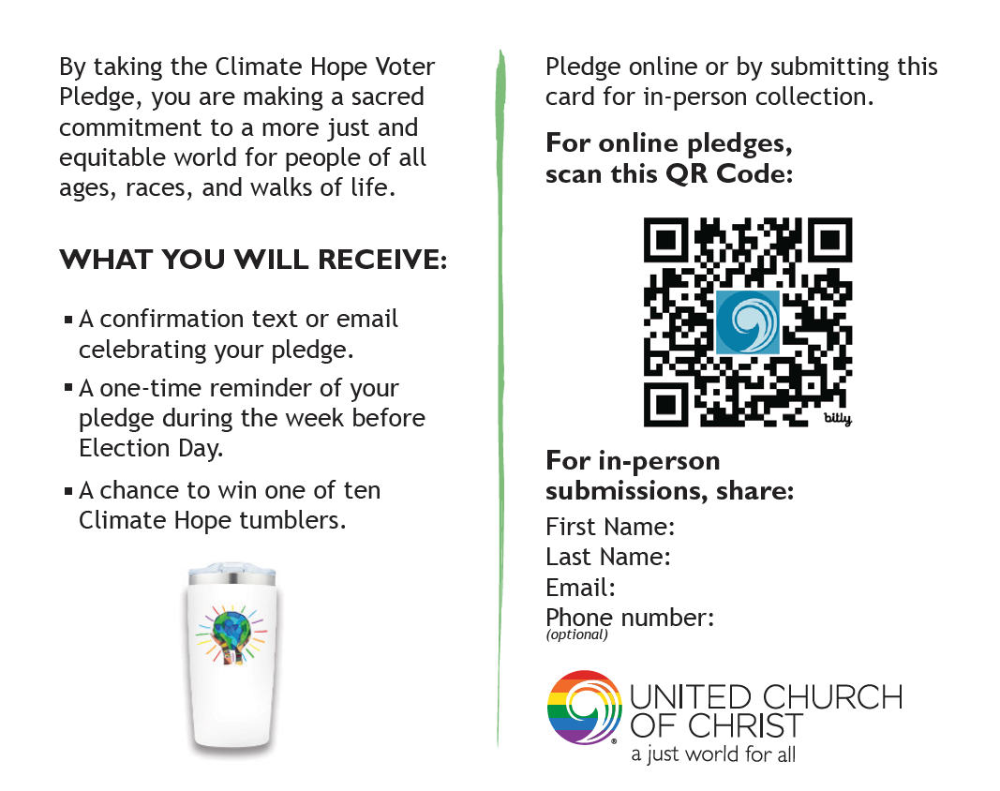 By taking the Climate Hope Voter
Pledge, you are making a sacred
commitment to a more just and
equitable world for people of all
ages, races, and walks of life.
WHAT YOU WILL RECEIVE:
▪ A confirmation text or email
celebrating your pledge.
▪ A one-time reminder of your
pledge during the week before
Election Day.
▪ A chance to win one of ten
Climate Hope tumblers.
Pledge online or by submitting this
card for in-person collection.
For online pledges,
scan this QR Code:
bitly
For in-person
submissions, share:
First Name:
Last Name:
Email:
Phone number:
(optional)
UNITED CHURCH
OF CHRIST
®
a just world for all